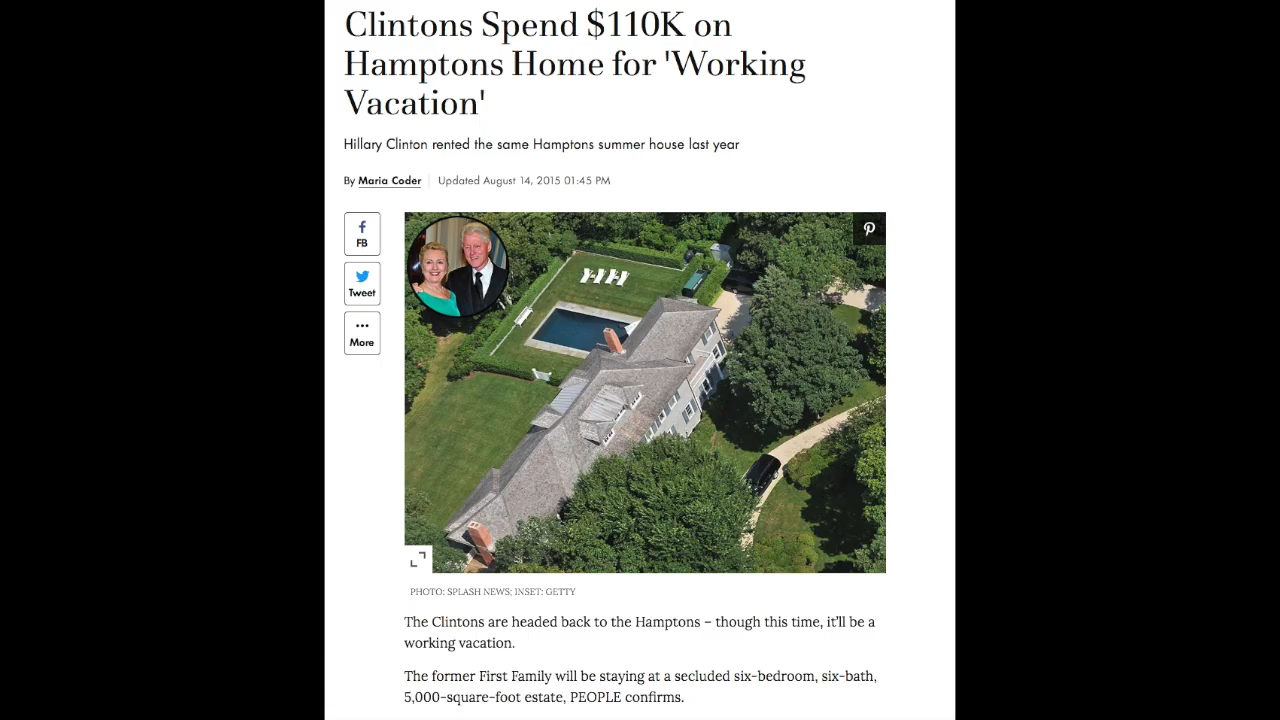 Clintons Spend $110K on
Hamptons Home for 'Working
Vacation'
Hillary Clinton rented the same Hamptons summer house last year
By Maria Coder Updated August 14, 2015 01:45 PM
FB
Tweet
More
PHOTO: SPLASH NEWS; INSET: GETTY
The Clintons are headed back to the Hamptons – though this time, it'll be a
working vacation.
The former First Family will be staying at a secluded six-bedroom, six-bath,
5,000-square-foot estate, PEOPLE confirms.